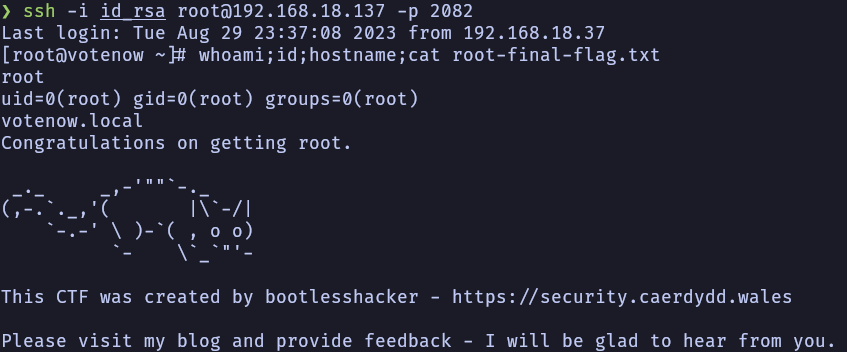 ❯ ssh -i id_rsa root@192.168.18.137 -p 2082
Last login: Tue Aug 29 23:37:08 2023 from 192.168.18.37
[root@votenow ~]# whoami;id;hostname;cat root-final-flag.txt
root
uid=0(root) gid=0(root) groups=0(root)
votenow.local
Congratulations on getting root.

 _._     _,-'""`-._
(,-.`._,'(       |\`-/|
    `-.-' \ )-`( , o o)
          `-    \`_`"'-

This CTF was created by bootlesshacker - https://security.caerdydd.wales

Please visit my blog and provide feedback - I will be glad to hear from you.